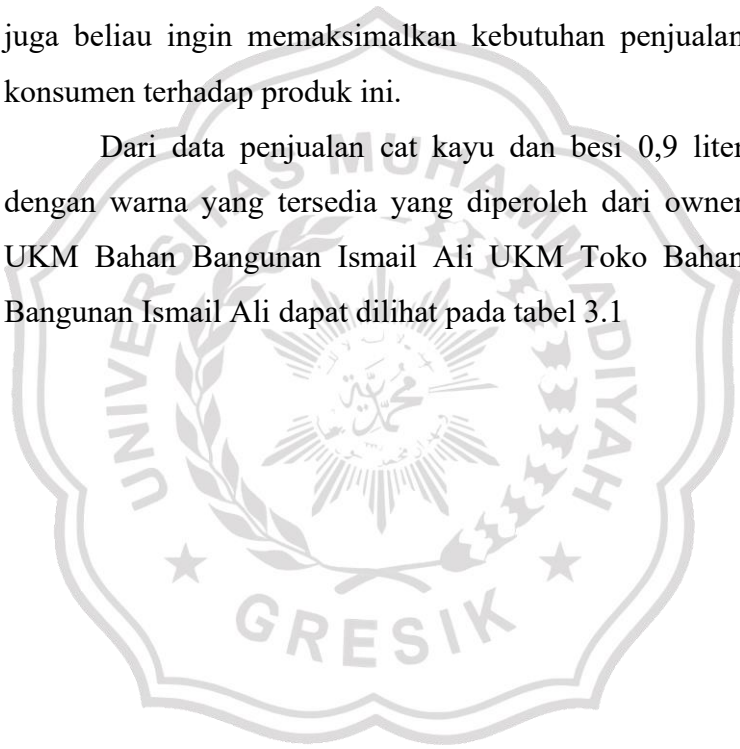 juga beliau ingin memaksimalkan kebutuhan penjualan
konsumen terhadap produk ini.
Dari data penjualan cat kayu dan besi 0,9 liter
dengan warna yang tersedia yang diperoleh dari owner
UKM Bahan Bangunan Ismail Ali UKM Toko Bahan
Bangunan Ismail Ali dapat dilihat pada tabel 3.1
UNIVERSITAS MUHAMMADIYAH
GRESIK